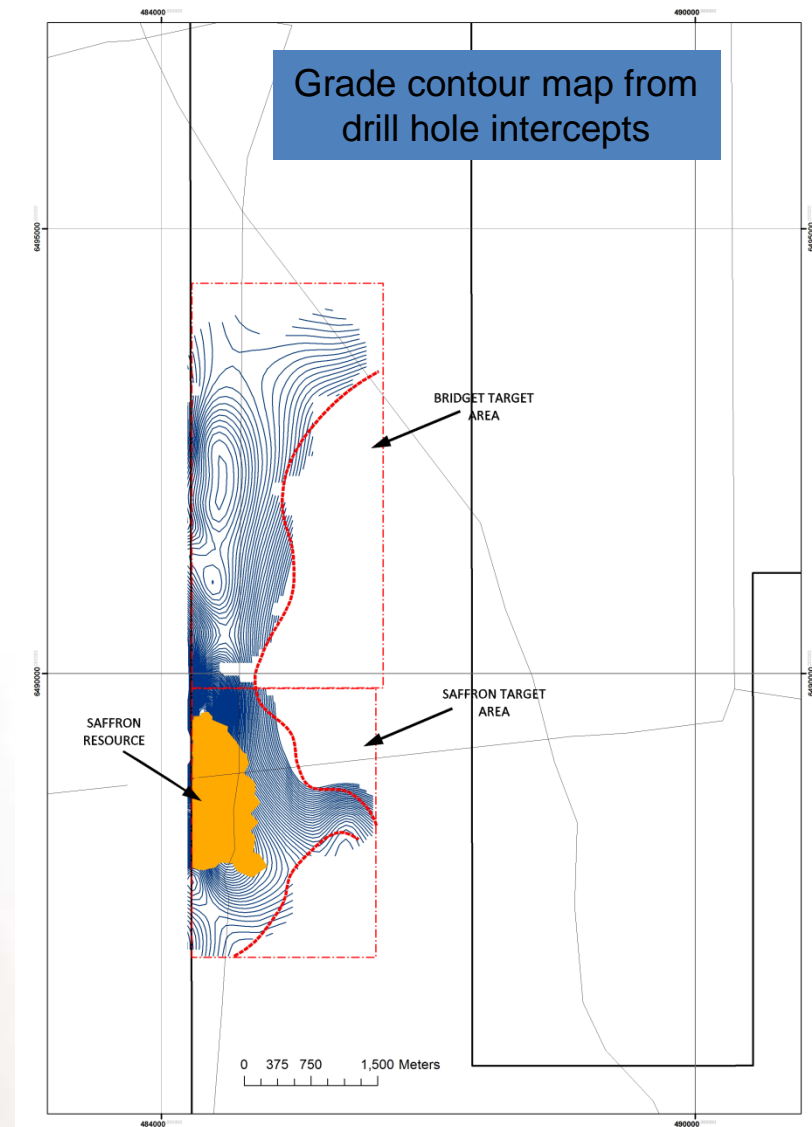 484000
490000
Grade contour map from
drill hole intercepts
6495000
6495000
BRIDGET TARGET
AREA
6490000
6490000
SAFFRON TARGET
AREA
SAFFRON
RESOURCE
0 375 750 1,500 Meters
484000
490000